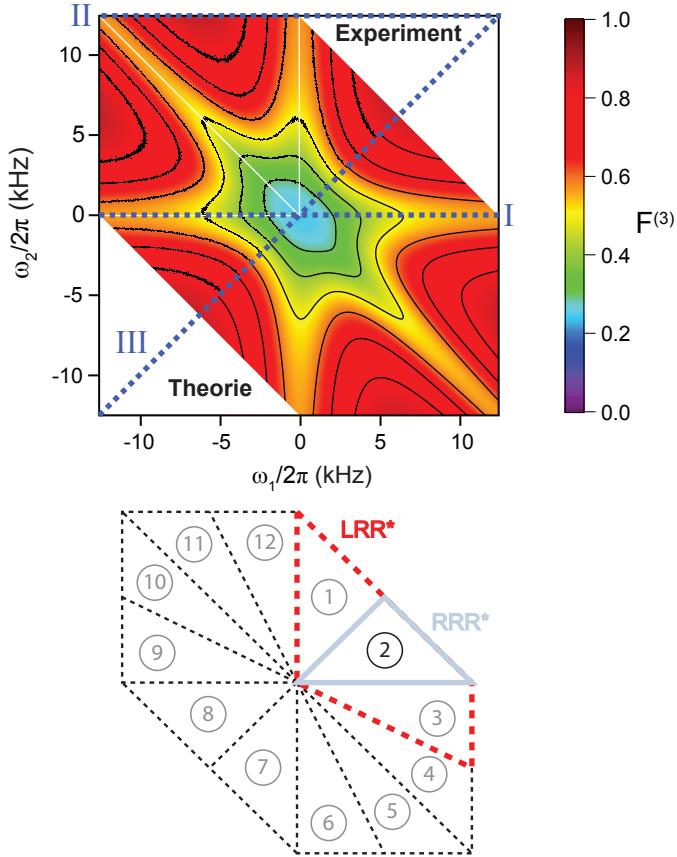 II
Experiment
I
III
Theorie
10
5
0
-5
-10
ω₂/2π (kHz)
-10
-5
0
5
10
ω₁/2π (kHz)
1.0
0.8
0.6
0.4
0.2
0.0
F⁽³⁾
LRR*
RRR*
11
12
10
1
2
9
3
8
4
7
5
6